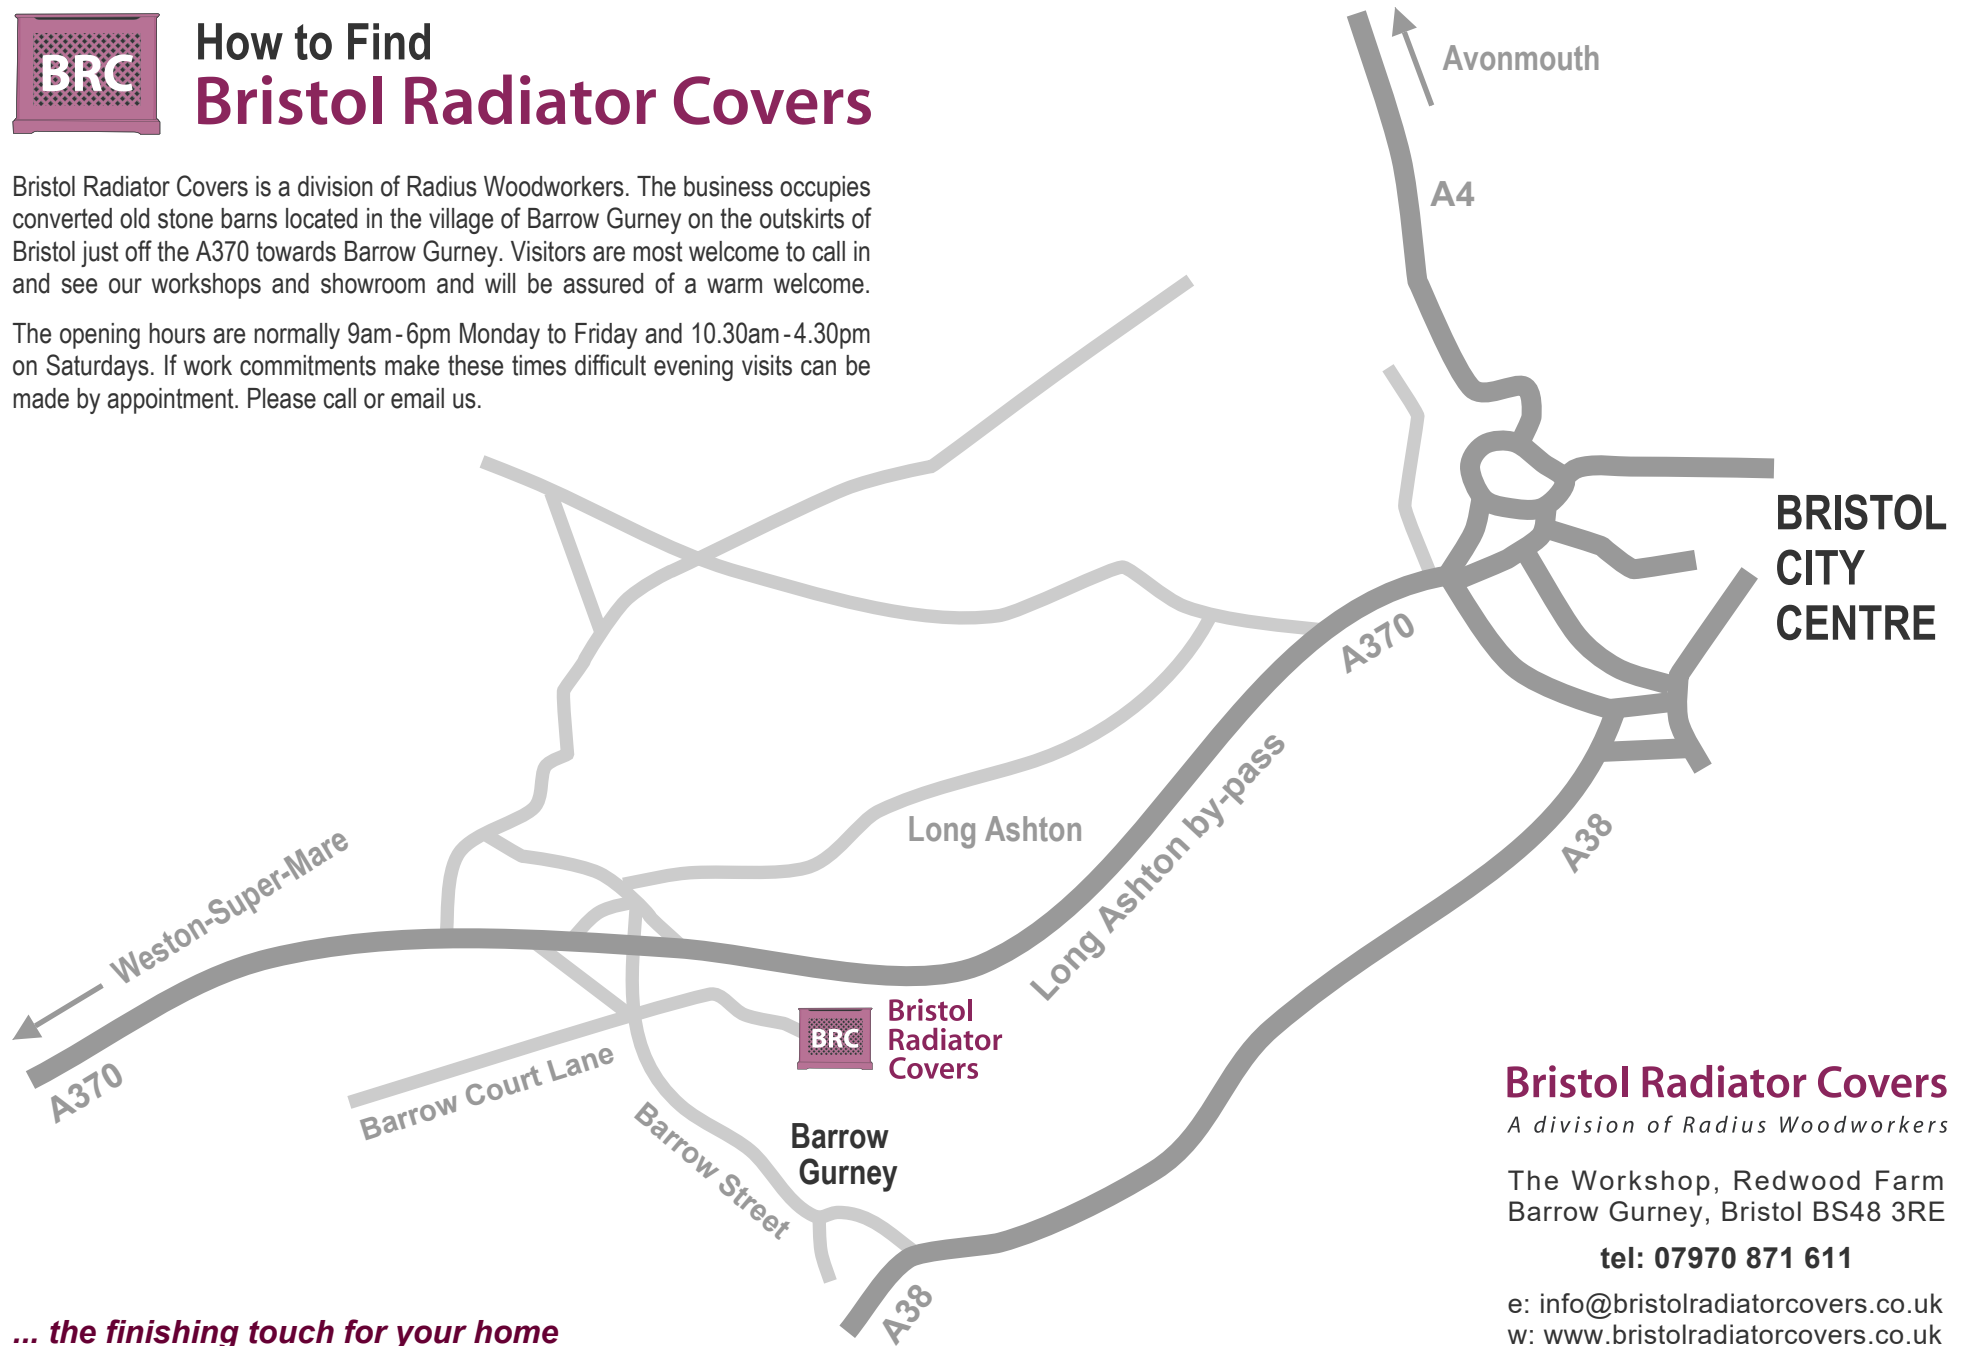 BRC
How to Find
Bristol Radiator Covers
Bristol Radiator Covers is a division of Radius Woodworkers. The business occupies
converted old stone barns located in the village of Barrow Gurney on the outskirts of
Bristol just off the A370 towards Barrow Gurney. Visitors are most welcome to call in
and see our workshops and showroom and will be assured of a warm welcome.
The opening hours are normally 9am-6pm Monday to Friday and 10.30am-4.30pm
on Saturdays. If work commitments make these times difficult evening visits can be
made by appointment. Please call or email us.
Avonmouth
A4
BRISTOL
CITY
CENTRE
A370
Long Ashton by-pass
Long Ashton
A38
Weston-Super-Mare
A370
Barrow Court Lane
BRC
Bristol
Radiator
Covers
Barrow Street
Barrow
Gurney
A38
Bristol Radiator Covers
A division of Radius Woodworkers
The Workshop, Redwood Farm
Barrow Gurney, Bristol BS48 3RE
tel: 07970 871 611
e: info@bristolradiatorcovers.co.uk
w: www.bristolradiatorcovers.co.uk
... the finishing touch for your home